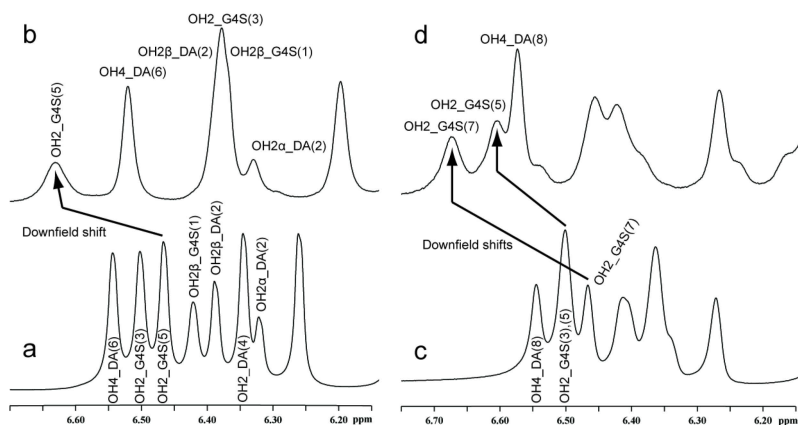 b
OH2_G4S(5)
OH4_DA(6)
OH2_G4S(3)
OH2β_DA(2)
OH2β_G4S(1)
OH2α_DA(2)
Downfield shift
a
OH4_DA(6)
OH2_G4S(3)
OH2_G4S(5)
OH2β_G4S(1)
OH2β_DA(2)
OH2_DA(4)
OH2α_DA(2)
6.60 6.50 6.40 6.30 6.20 ppm
d
OH2_G4S(7)
OH2_G4S(5)
OH4_DA(8)
Downfield shifts
c
OH4_DA(8)
OH2_G4S(3),(5)
OH2_G4S(7)
6.70 6.60 6.50 6.40 6.30 6.20 ppm